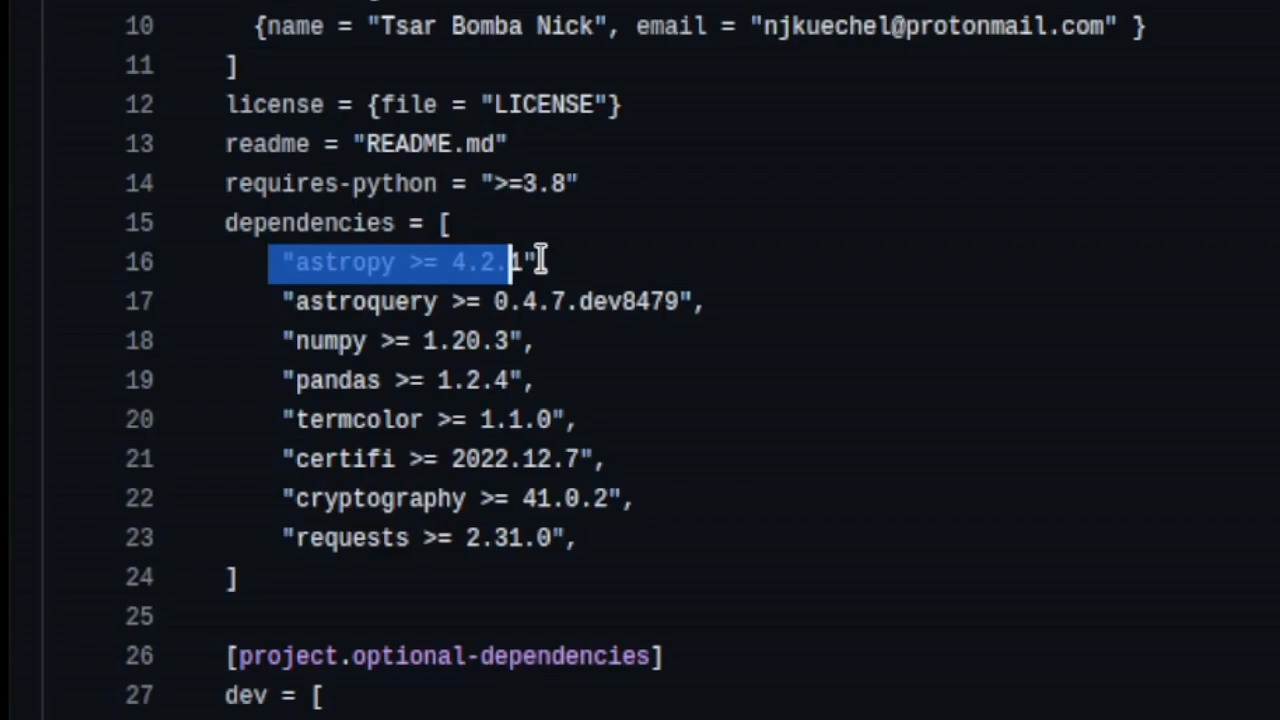 10 {name = "Tsar Bomba Nick", email = "njkuechel@protonmail.com" }
11 ]
12 license = {file = "LICENSE"}
13 readme = "README.md"
14 requires-python = ">=3.8"
15 dependencies = [
16 "astropy >= 4.2.1"
17 "astroquery >= 0.4.7.dev8479",
18 "numpy >= 1.20.3",
19 "pandas >= 1.2.4",
20 "termcolor >= 1.1.0",
21 "certifi >= 2022.12.7",
22 "cryptography >= 41.0.2",
23 "requests >= 2.31.0",
24 ]
25
26 [project.optional-dependencies]
27 dev = [